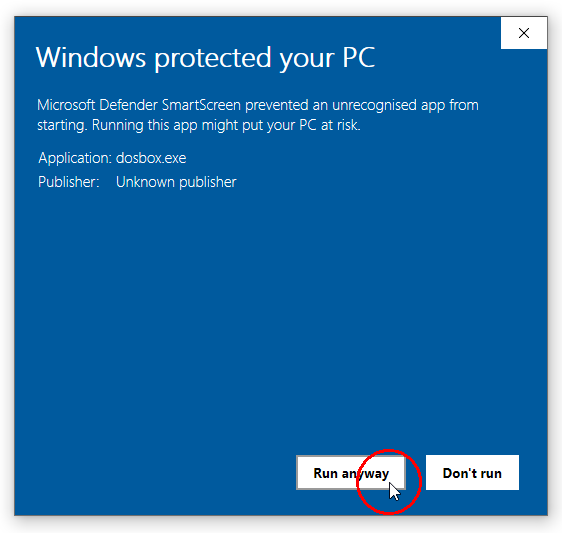 Windows protected your PC
Microsoft Defender SmartScreen prevented an unrecognised app from
starting. Running this app might put your PC at risk.
Application: dosbox.exe
Publisher: Unknown publisher
Run anyway Don't run